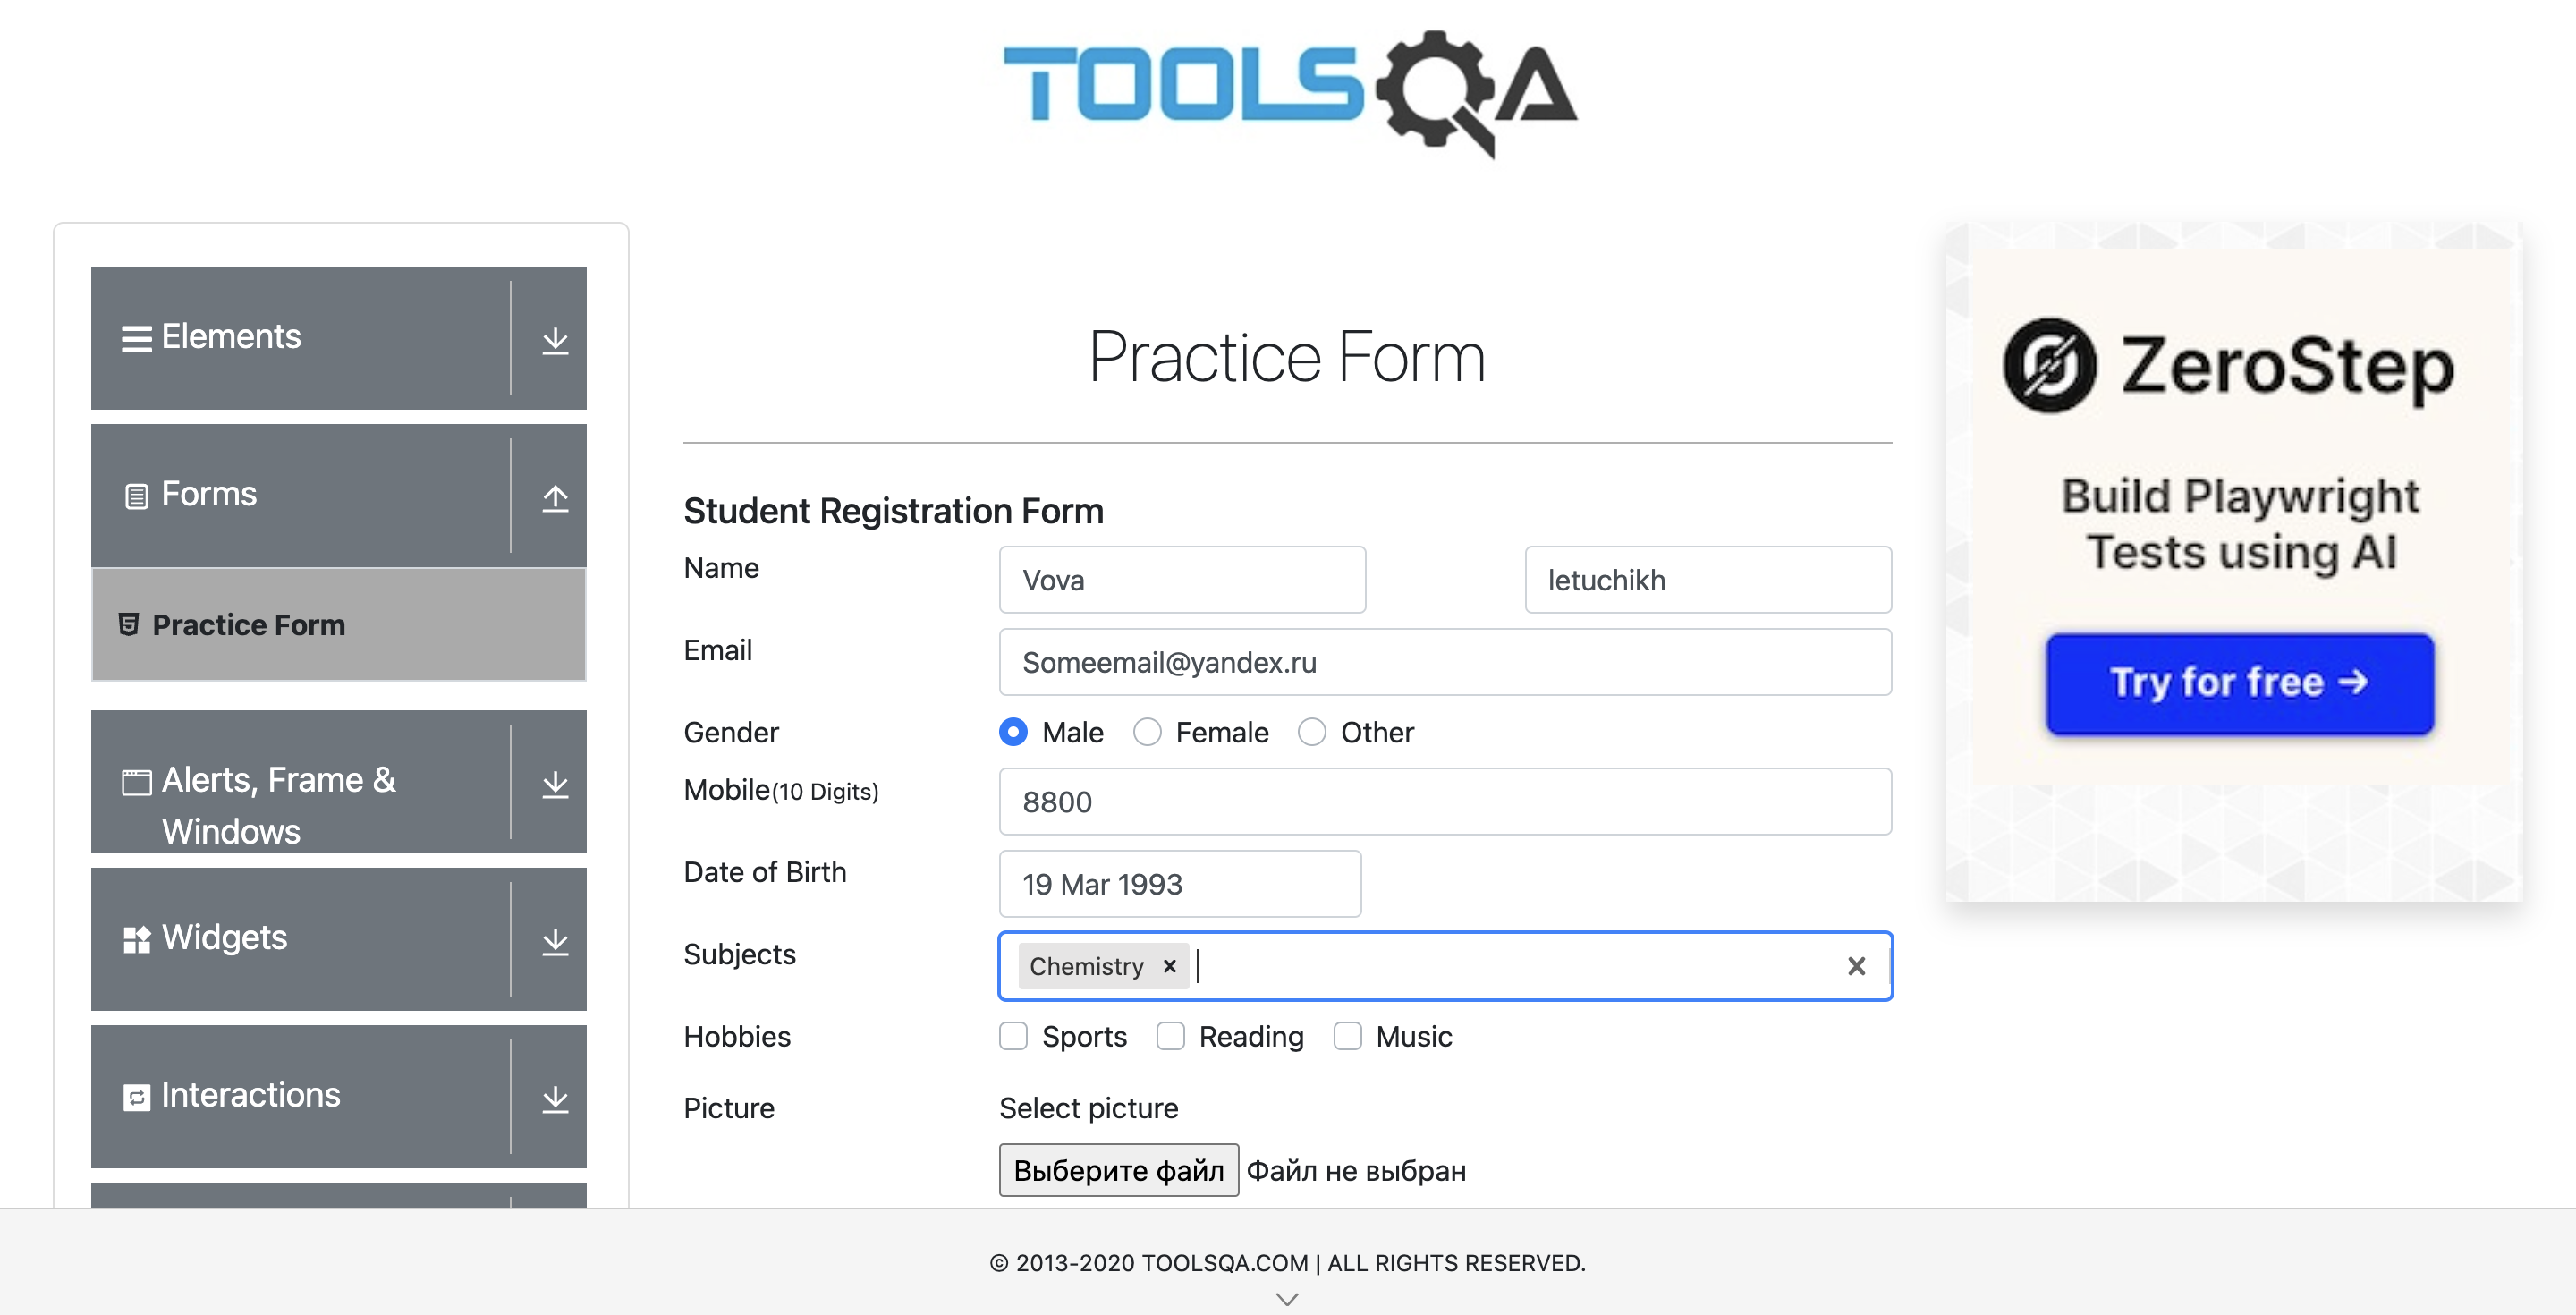 TOOLSQA
Elements
Forms
Practice Form
Alerts, Frame &
Windows
Widgets
Interactions
Practice Form
Student Registration Form
Name Vova letuchikh
Email Someemail@yandex.ru
Gender Male Female Other
Mobile(10 Digits) 8800
Date of Birth 19 Mar 1993
Subjects Chemistry
Hobbies Sports Reading Music
Picture Select picture
Выберите файл Файл не выбран
ZeroStep
Build Playwright
Tests using AI
Try for free →
© 2013-2020 TOOLSQA.COM | ALL RIGHTS RESERVED.